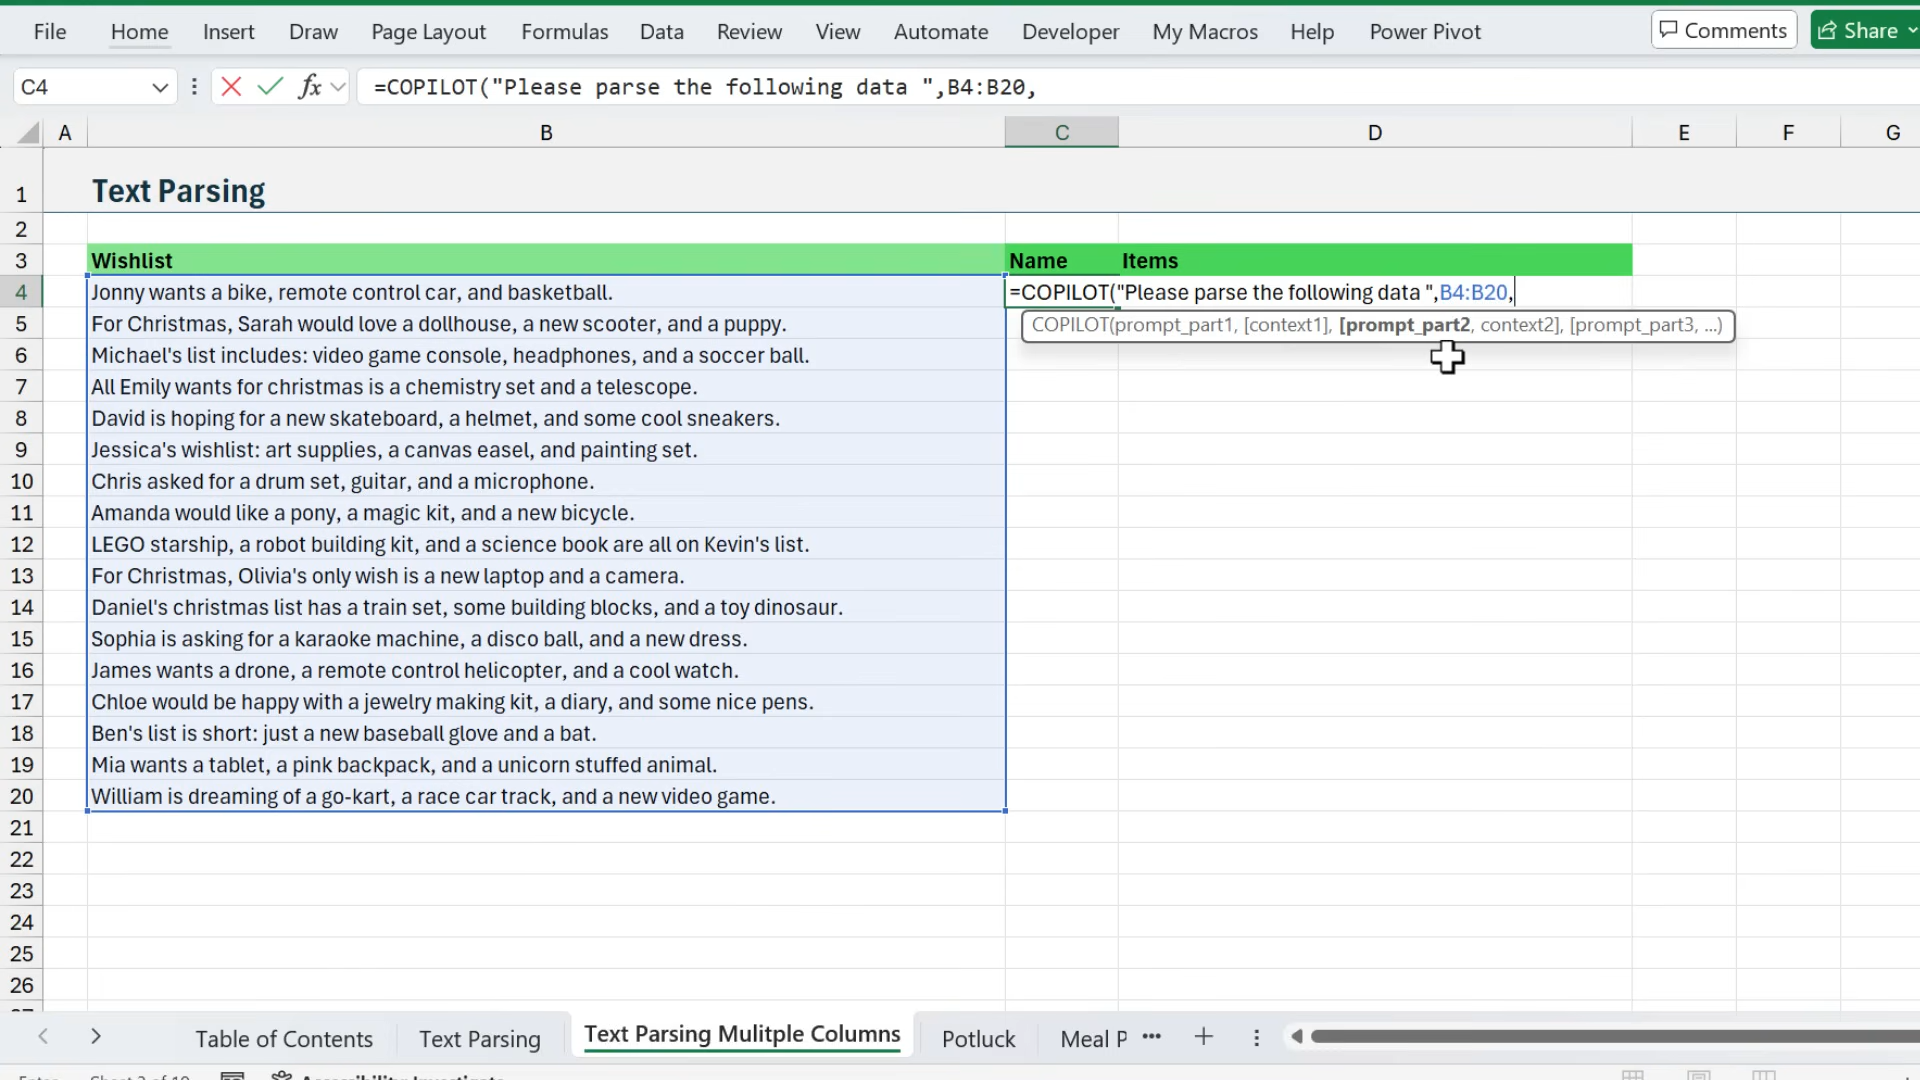 File Home Insert Draw Page Layout Formulas Data Review View Automate Developer My Macros Help Power Pivot Comments Share
C4 fx =COPILOT("Please parse the following data ",B4:B20,
A B C D E F G
1 Text Parsing
2
3 Wishlist Name Items
4 Jonny wants a bike, remote control car, and basketball. =COPILOT("Please parse the following data ",B4:B20,
COPILOT(prompt_part1, [context1], [prompt_part2, context2], [prompt_part3, ...)
5 For Christmas, Sarah would love a dollhouse, a new scooter, and a puppy.
6 Michael's list includes: video game console, headphones, and a soccer ball.
7 All Emily wants for christmas is a chemistry set and a telescope.
8 David is hoping for a new skateboard, a helmet, and some cool sneakers.
9 Jessica's wishlist: art supplies, a canvas easel, and painting set.
10 Chris asked for a drum set, guitar, and a microphone.
11 Amanda would like a pony, a magic kit, and a new bicycle.
12 LEGO starship, a robot building kit, and a science book are all on Kevin's list.
13 For Christmas, Olivia's only wish is a new laptop and a camera.
14 Daniel's christmas list has a train set, some building blocks, and a toy dinosaur.
15 Sophia is asking for a karaoke machine, a disco ball, and a new dress.
16 James wants a drone, a remote control helicopter, and a cool watch.
17 Chloe would be happy with a jewelry making kit, a diary, and some nice pens.
18 Ben's list is short: just a new baseball glove and a bat.
19 Mia wants a tablet, a pink backpack, and a unicorn stuffed animal.
20 William is dreaming of a go-kart, a race car track, and a new video game.
21
22
23
24
25
26
Table of Contents Text Parsing Text Parsing Mulitple Columns Potluck Meal P